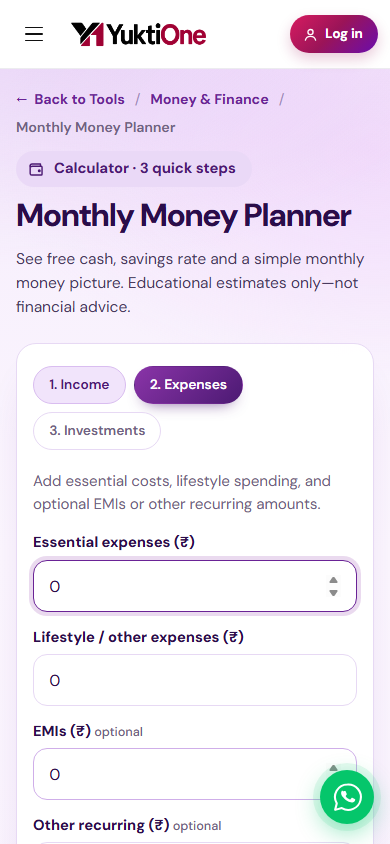 YuktiOne
Log in
← Back to Tools / Money & Finance /
Monthly Money Planner
Calculator · 3 quick steps
Monthly Money Planner
See free cash, savings rate and a simple monthly
money picture. Educational estimates only—not
financial advice.
1. Income
2. Expenses
3. Investments
Add essential costs, lifestyle spending, and
optional EMIs or other recurring amounts.
Essential expenses (₹)
0
Lifestyle / other expenses (₹)
0
EMIs (₹) optional
0
Other recurring (₹) optional